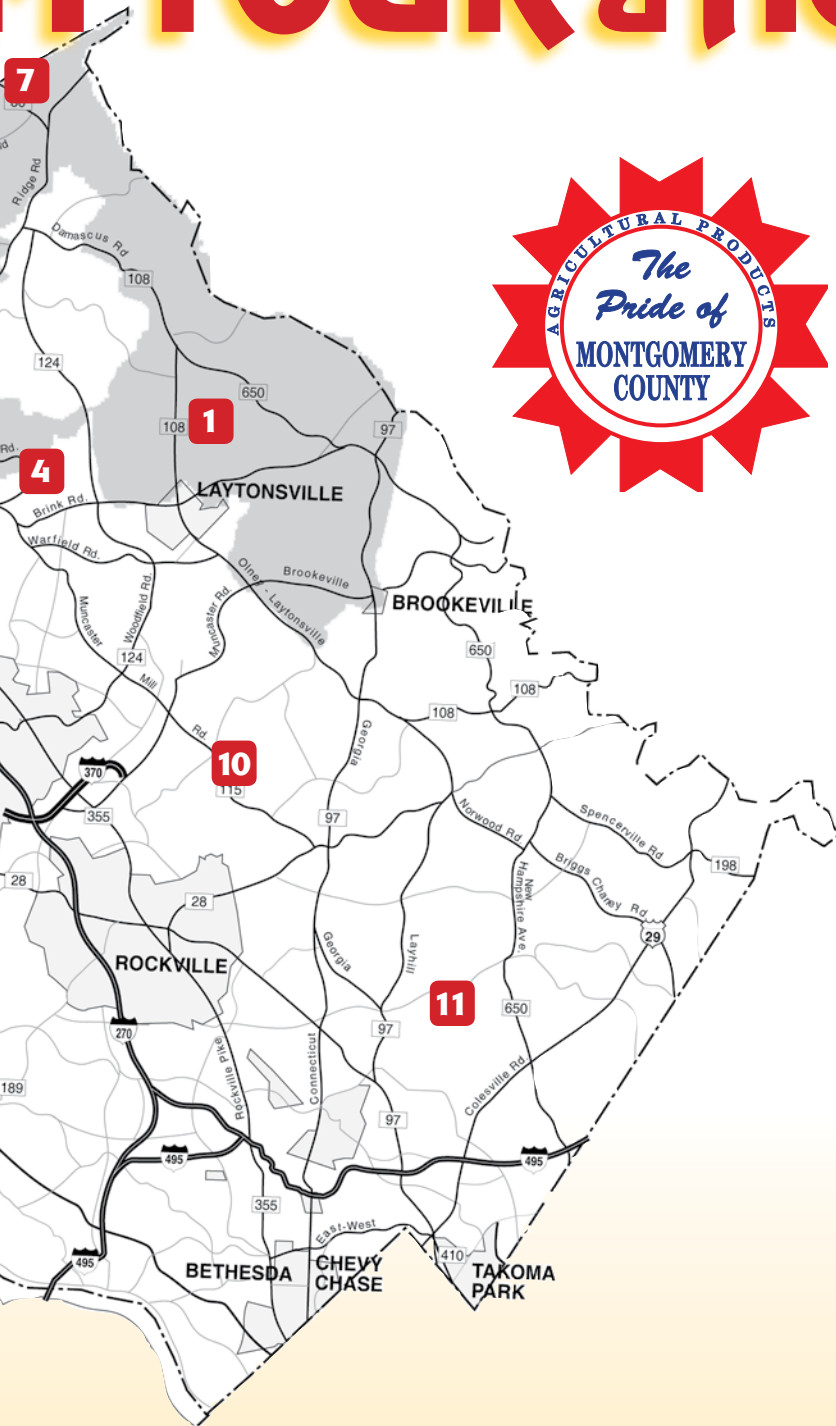 7
Ridge Rd
Damascus Rd
108
124
650
108
1
97
Rd.
4
LAYTONSVILLE
Brink Rd.
Warfield Rd.
Olney - Laytonsville
Brookeville
BROOKEVILLE
Muncaster
Woodfield Rd.
Muncaster Rd.
124
Mill
Rd.
650
108
108
Georgia
10
115
370
355
97
Norwood Rd.
Spencerville Rd
198
Briggs Chaney Rd
29
28
28
New
Hampshire Ave.
ROCKVILLE
Georgia
Layhill
11
650
97
270
189
Rockville Pike
Connecticut
Colesville Rd.
97
495
495
355
East-West
410
495
BETHESDA
CHEVY
CHASE
TAKOMA
PARK
AGRICULTURAL PRODUCTS
The
Pride of
MONTGOMERY
COUNTY